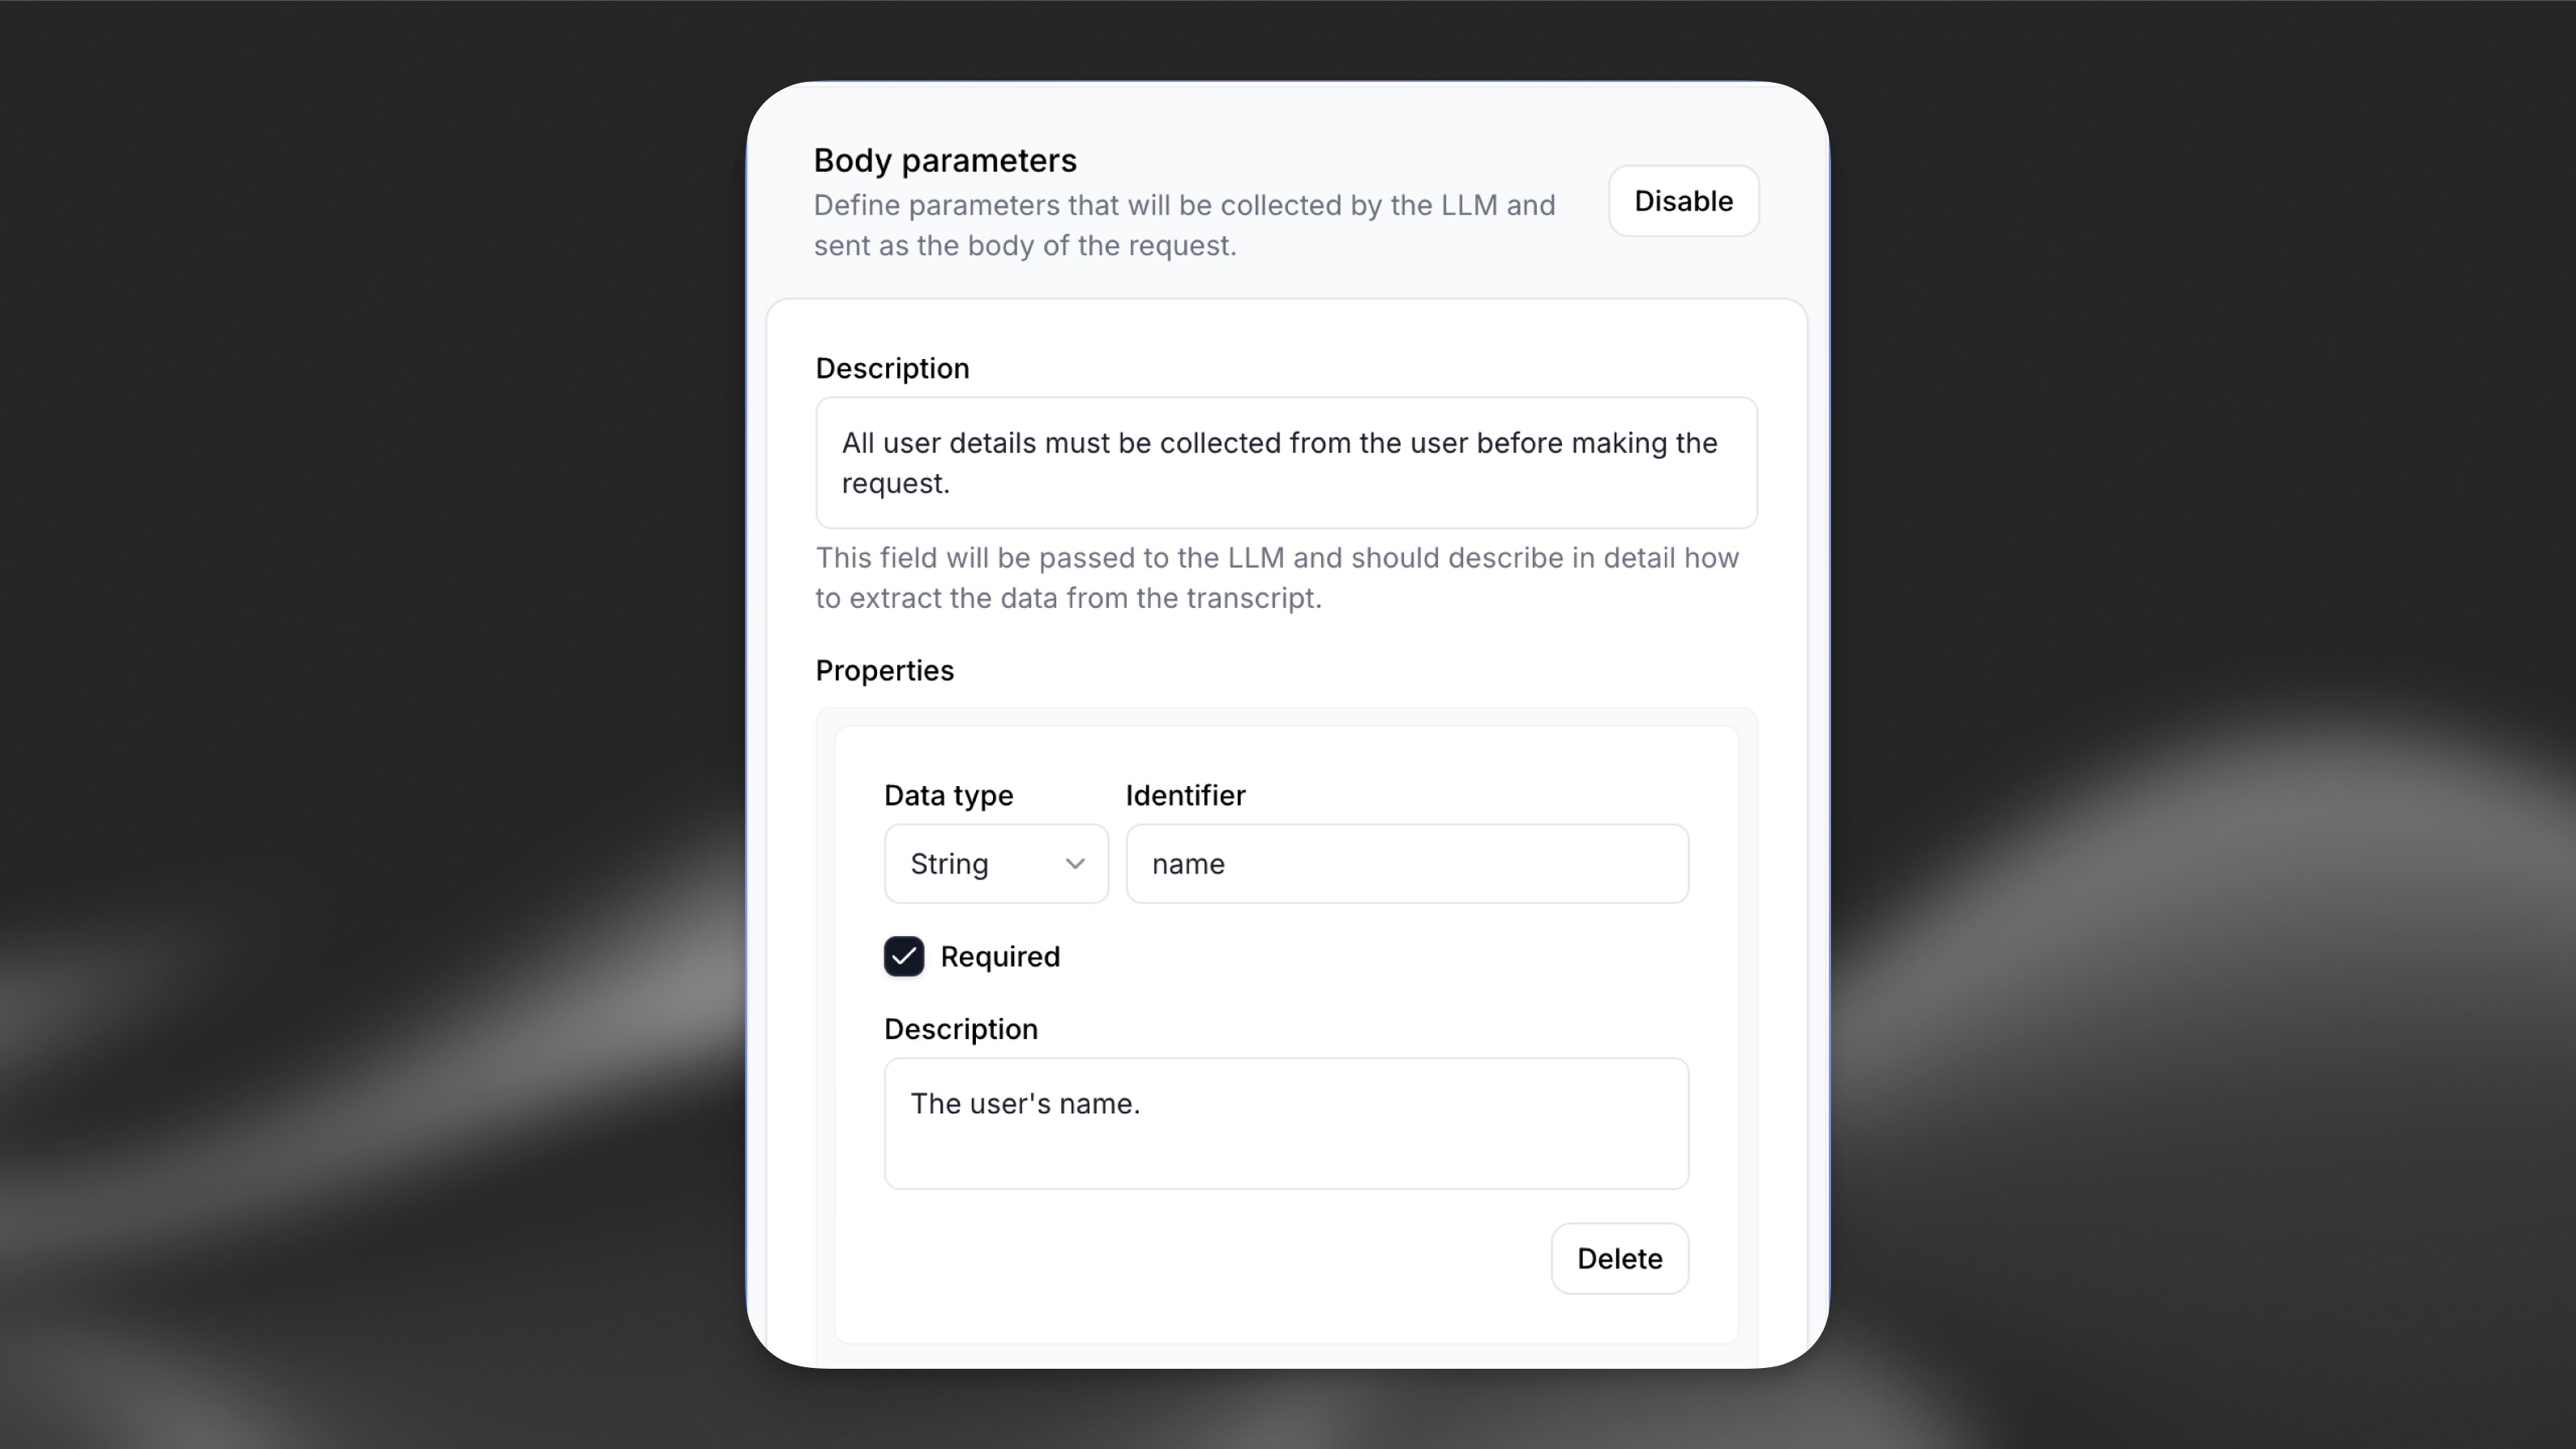 Body parameters
Define parameters that will be collected by the LLM and
sent as the body of the request.
Disable
Description
All user details must be collected from the user before making the
request.
This field will be passed to the LLM and should describe in detail how
to extract the data from the transcript.
Properties
Data type
Identifier
String
name
Required
Description
The user's name.
Delete